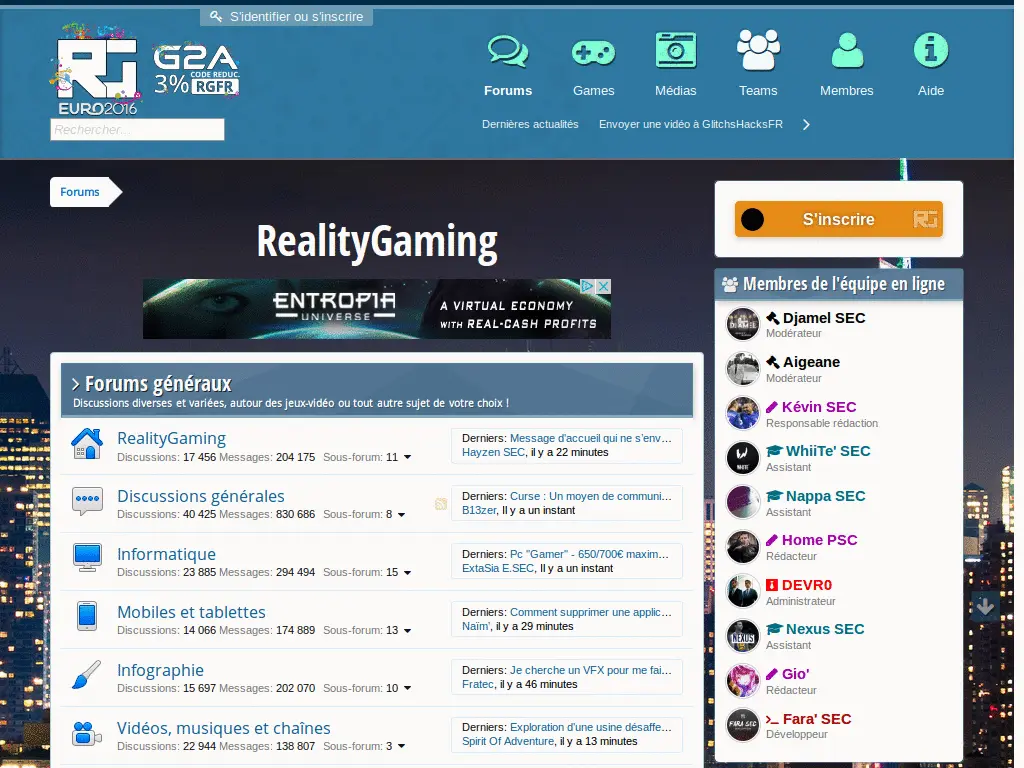 S'identifier ou s'inscrire
RG
EURO2016
G2A
3% CODE REDUC. RGFR
Rechercher...
Forums
Games
Médias
Teams
Membres
Aide
Dernières actualités
Envoyer une vidéo à GlitchsHacksFR
Forums
RealityGaming
ENTROPIA
UNIVERSE
A VIRTUAL ECONOMY
WITH REAL-CASH PROFITS
Forums généraux
Discussions diverses et variées, autour des jeux-vidéo ou tout autre sujet de votre choix !
RealityGaming
Discussions: 17 456 Messages: 204 175 Sous-forum: 11
Derniers: Message d'accueil qui ne s'env…
Hayzen SEC, il y a 22 minutes
Discussions générales
Discussions: 40 425 Messages: 830 686 Sous-forum: 8
Derniers: Curse : Un moyen de communi…
B13zer, Il y a un instant
Informatique
Discussions: 23 885 Messages: 294 494 Sous-forum: 15
Derniers: Pc "Gamer" - 650/700€ maxim…
ExtaSia E.SEC, Il y a un instant
Mobiles et tablettes
Discussions: 14 066 Messages: 174 889 Sous-forum: 13
Derniers: Comment supprimer une applic…
Naïm', il y a 29 minutes
Infographie
Discussions: 15 697 Messages: 202 070 Sous-forum: 10
Derniers: Je cherche un VFX pour me fai…
Fratec, il y a 46 minutes
Vidéos, musiques et chaînes
Discussions: 22 944 Messages: 138 807 Sous-forum: 3
Derniers: Exploration d'une usine désaffe…
Spirit Of Adventure, il y a 13 minutes
S'inscrire
RG
Membres de l'équipe en ligne
Djamel SEC
Modérateur
Aigeane
Modérateur
Kévin SEC
Responsable rédaction
WhiiTe' SEC
Assistant
Nappa SEC
Assistant
Home PSC
Rédacteur
DEVR0
Administrateur
NEXUS
Nexus SEC
Assistant
Gio'
Rédacteur
FARA SEC
Fara' SEC
Développeur